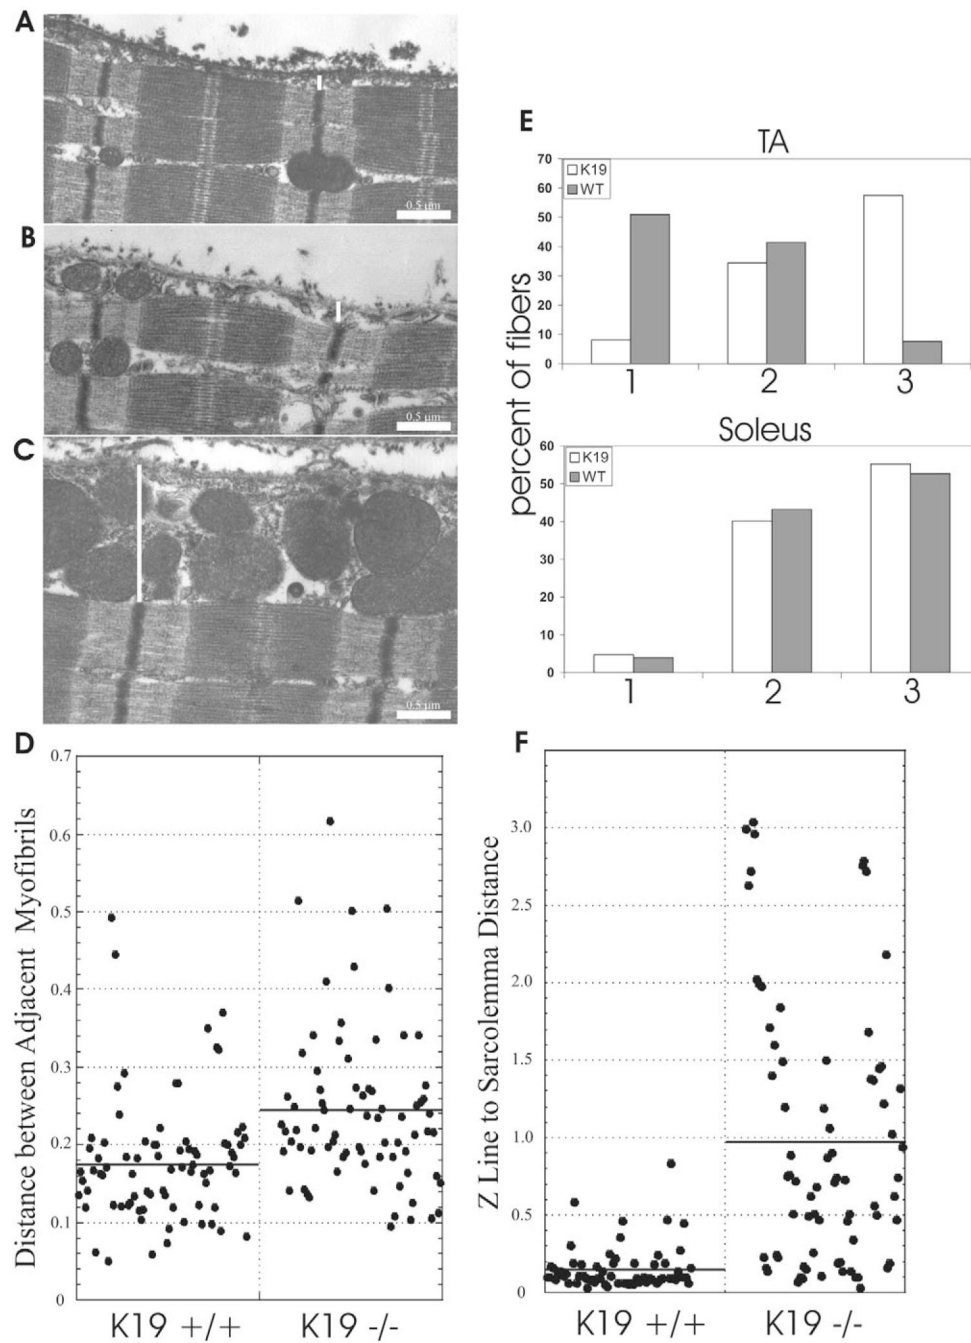 A
0.5 µm
B
0.5 µm
C
0.5 µm
D
0.7
0.6
0.5
0.4
0.3
0.2
0.1
0
Distance between Adjacent Myofibrils
K19 +/+
K19 -/-
E
TA
K19
WT
70
60
50
40
30
20
10
0
1
2
3
percent of fibers
Soleus
K19
WT
60
50
40
30
20
10
0
1
2
3
F
3.0
2.5
2.0
1.5
1.0
0.5
0
Z Line to Sarcolemma Distance
K19 +/+
K19 -/-